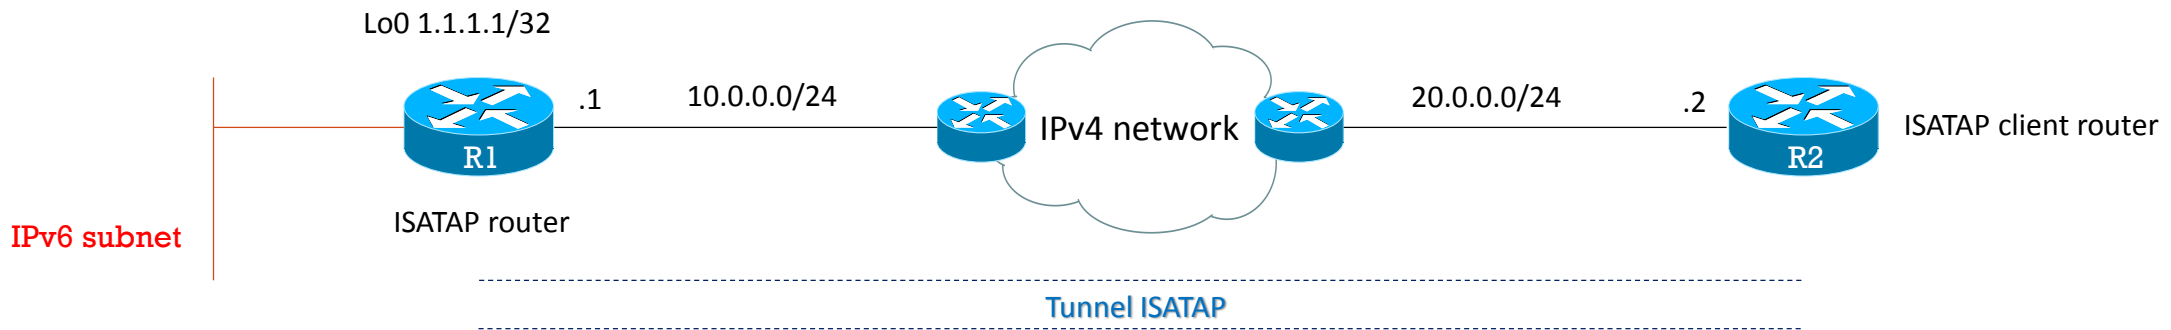 Lo0 1.1.1.1/32
.1
10.0.0.0/24
20.0.0.0/24
.2
IPv4 network
ISATAP client router
R1
R2
ISATAP router
IPv6 subnet
Tunnel ISATAP